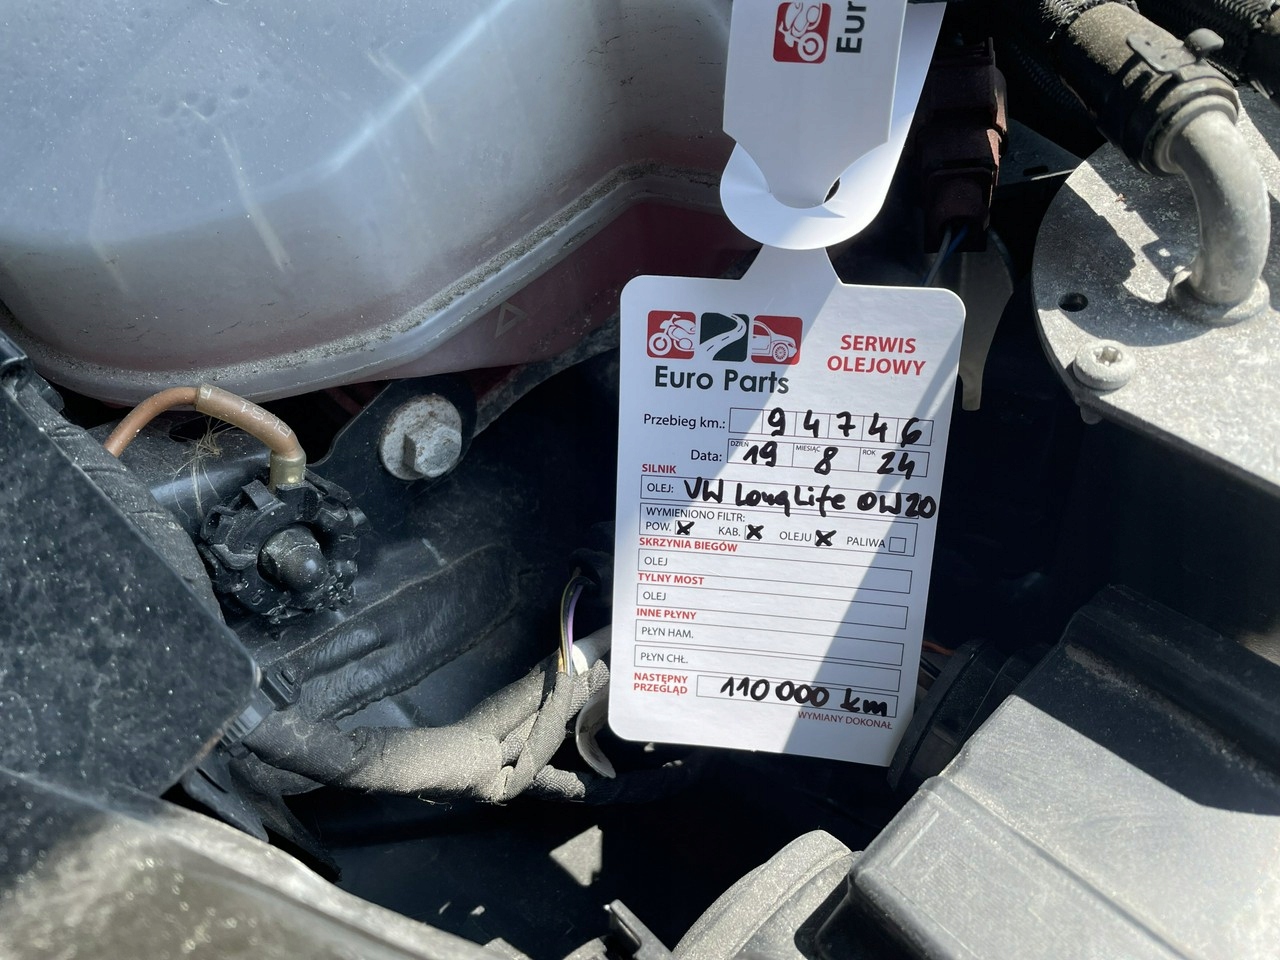 Eur
Euro Parts
SERWIS
OLEJOWY
Przebieg km.: 94746
Data: DZIEŃ 19 MIESIĄC 8 ROK 24
SILNIK
OLEJ: VW LongLife 0W20
WYMIENIONO FILTR:
POW. KAB. OLEJU PALIWA
SKRZYNIA BIEGÓW
OLEJ
TYLNY MOST
OLEJ
INNE PŁYNY
PŁYN HAM.
PŁYN CHŁ.
NASTĘPNY
PRZEGLĄD 110 000 km
WYMIANY DOKONAŁ